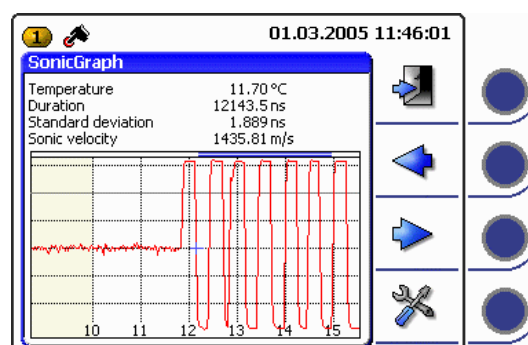 1 01.03.2005 11:46:01
SonicGraph
Temperature 11.70 °C
Duration 12143.5 ns
Standard deviation 1.889 ns
Sonic velocity 1435.81 m/s
10 11 12 13 14 15